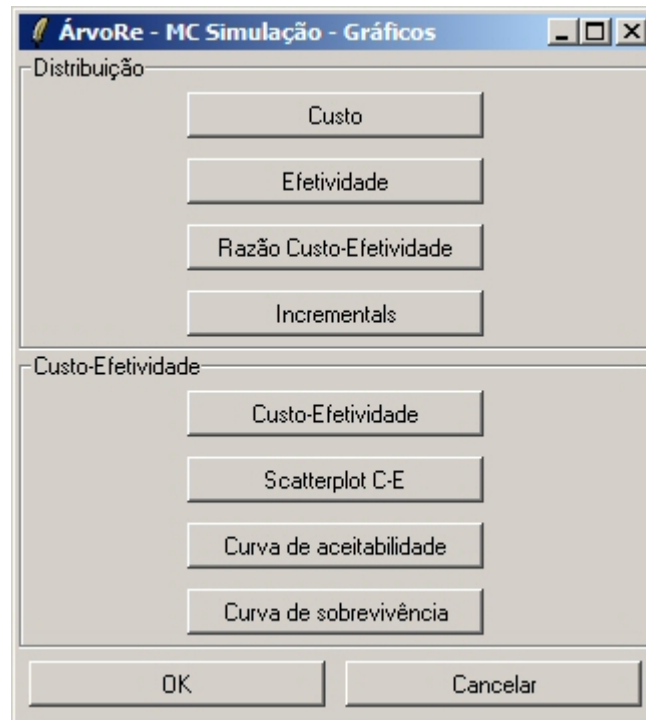 ÁrvoRe - MC Simulação - Gráficos
Distribuição
Custo
Efetividade
Razão Custo-Efetividade
Incrementals
Custo-Efetividade
Custo-Efetividade
Scatterplot C-E
Curva de aceitabilidade
Curva de sobrevivência
OK Cancelar